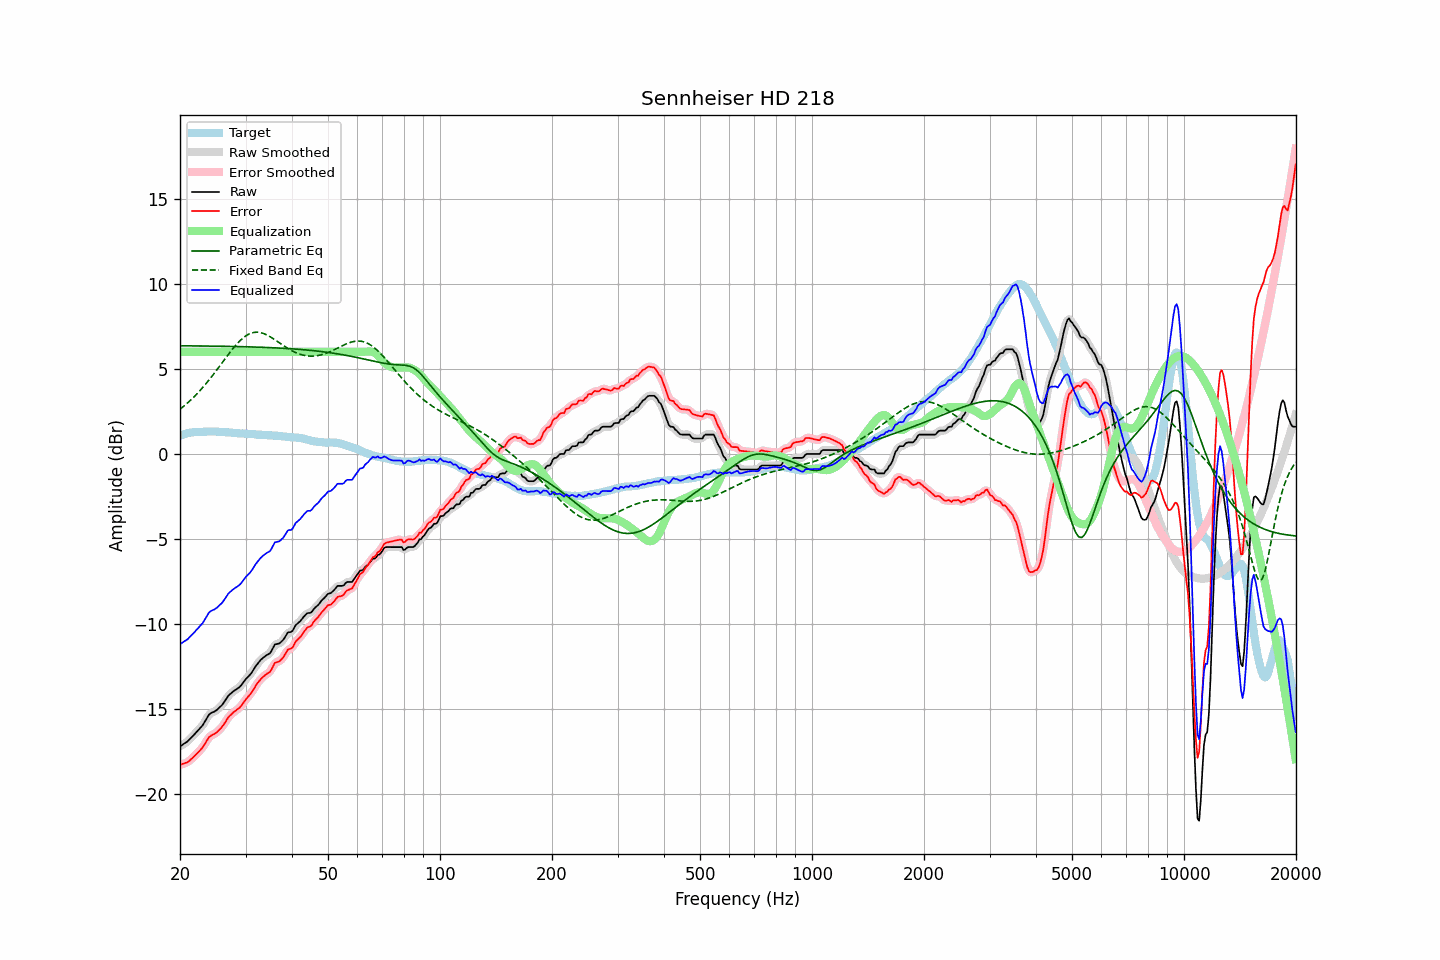 Sennheiser HD 218
Target
Raw Smoothed
Error Smoothed
Raw
Error
Equalization
Parametric Eq
Fixed Band Eq
Equalized
Amplitude (dBr)
15
10
5
0
−5
−10
−15
−20
20
50
100
200
500
1000
2000
5000
10000
20000
Frequency (Hz)